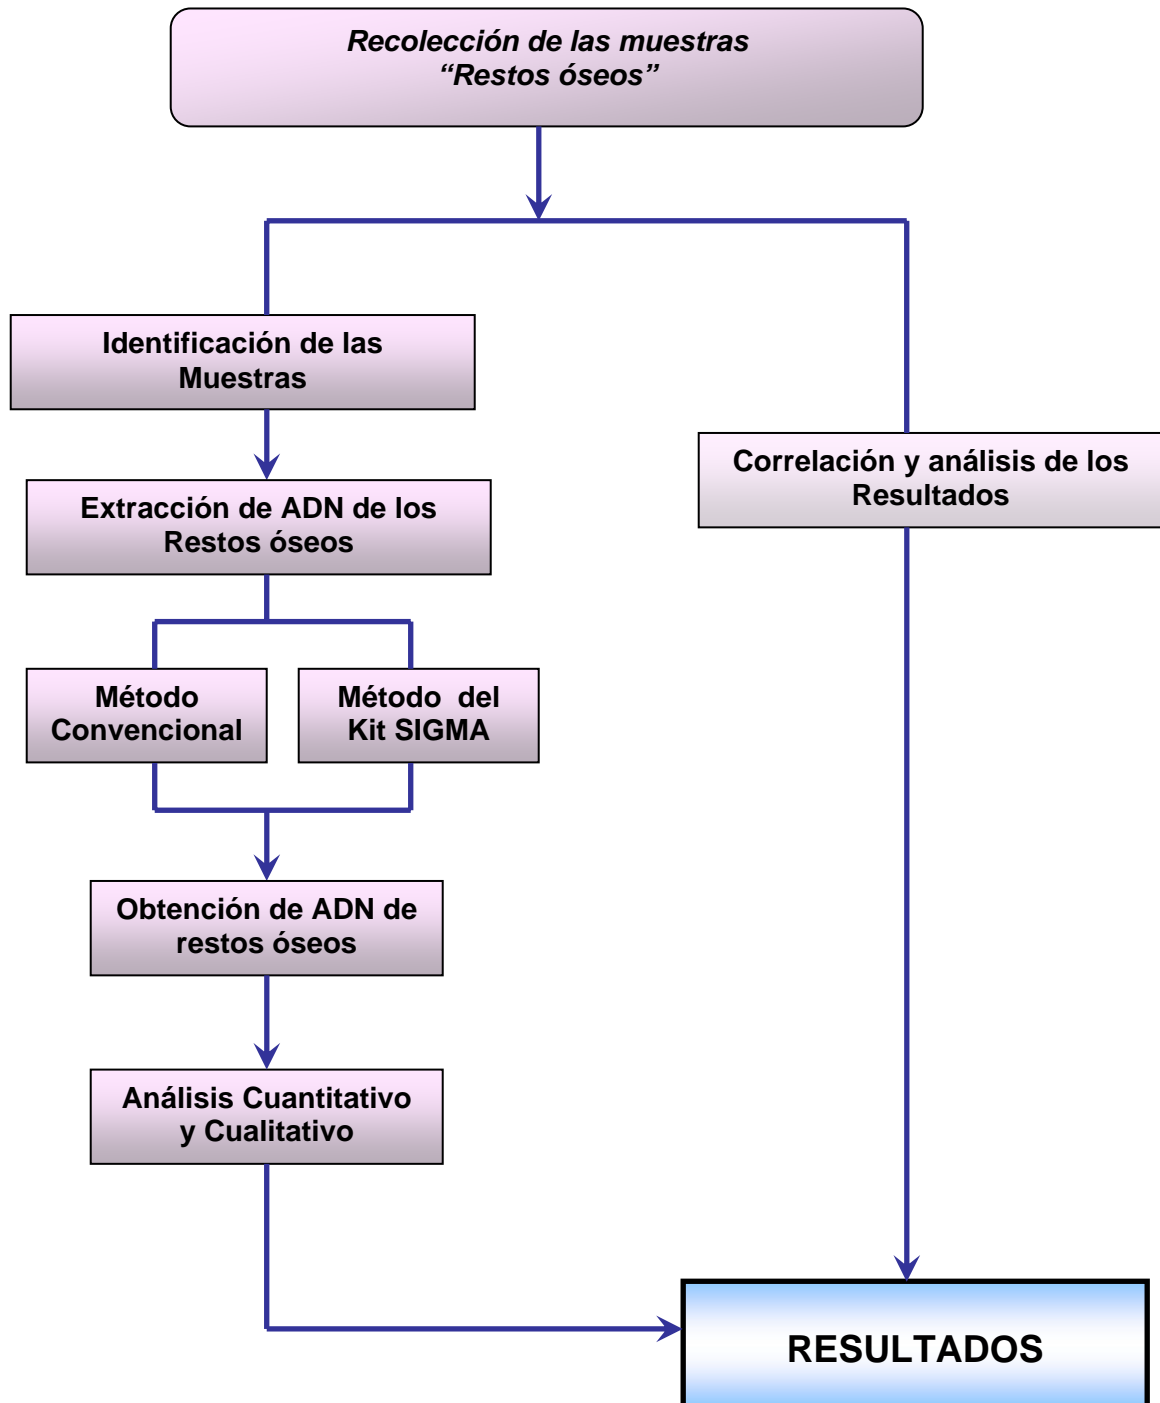 Recolección de las muestras
“Restos óseos”
Identificación de las
Muestras
Extracción de ADN de los
Restos óseos
Método
Convencional
Método del
Kit SIGMA
Obtención de ADN de
restos óseos
Análisis Cuantitativo
y Cualitativo
Correlación y análisis de los
Resultados
RESULTADOS